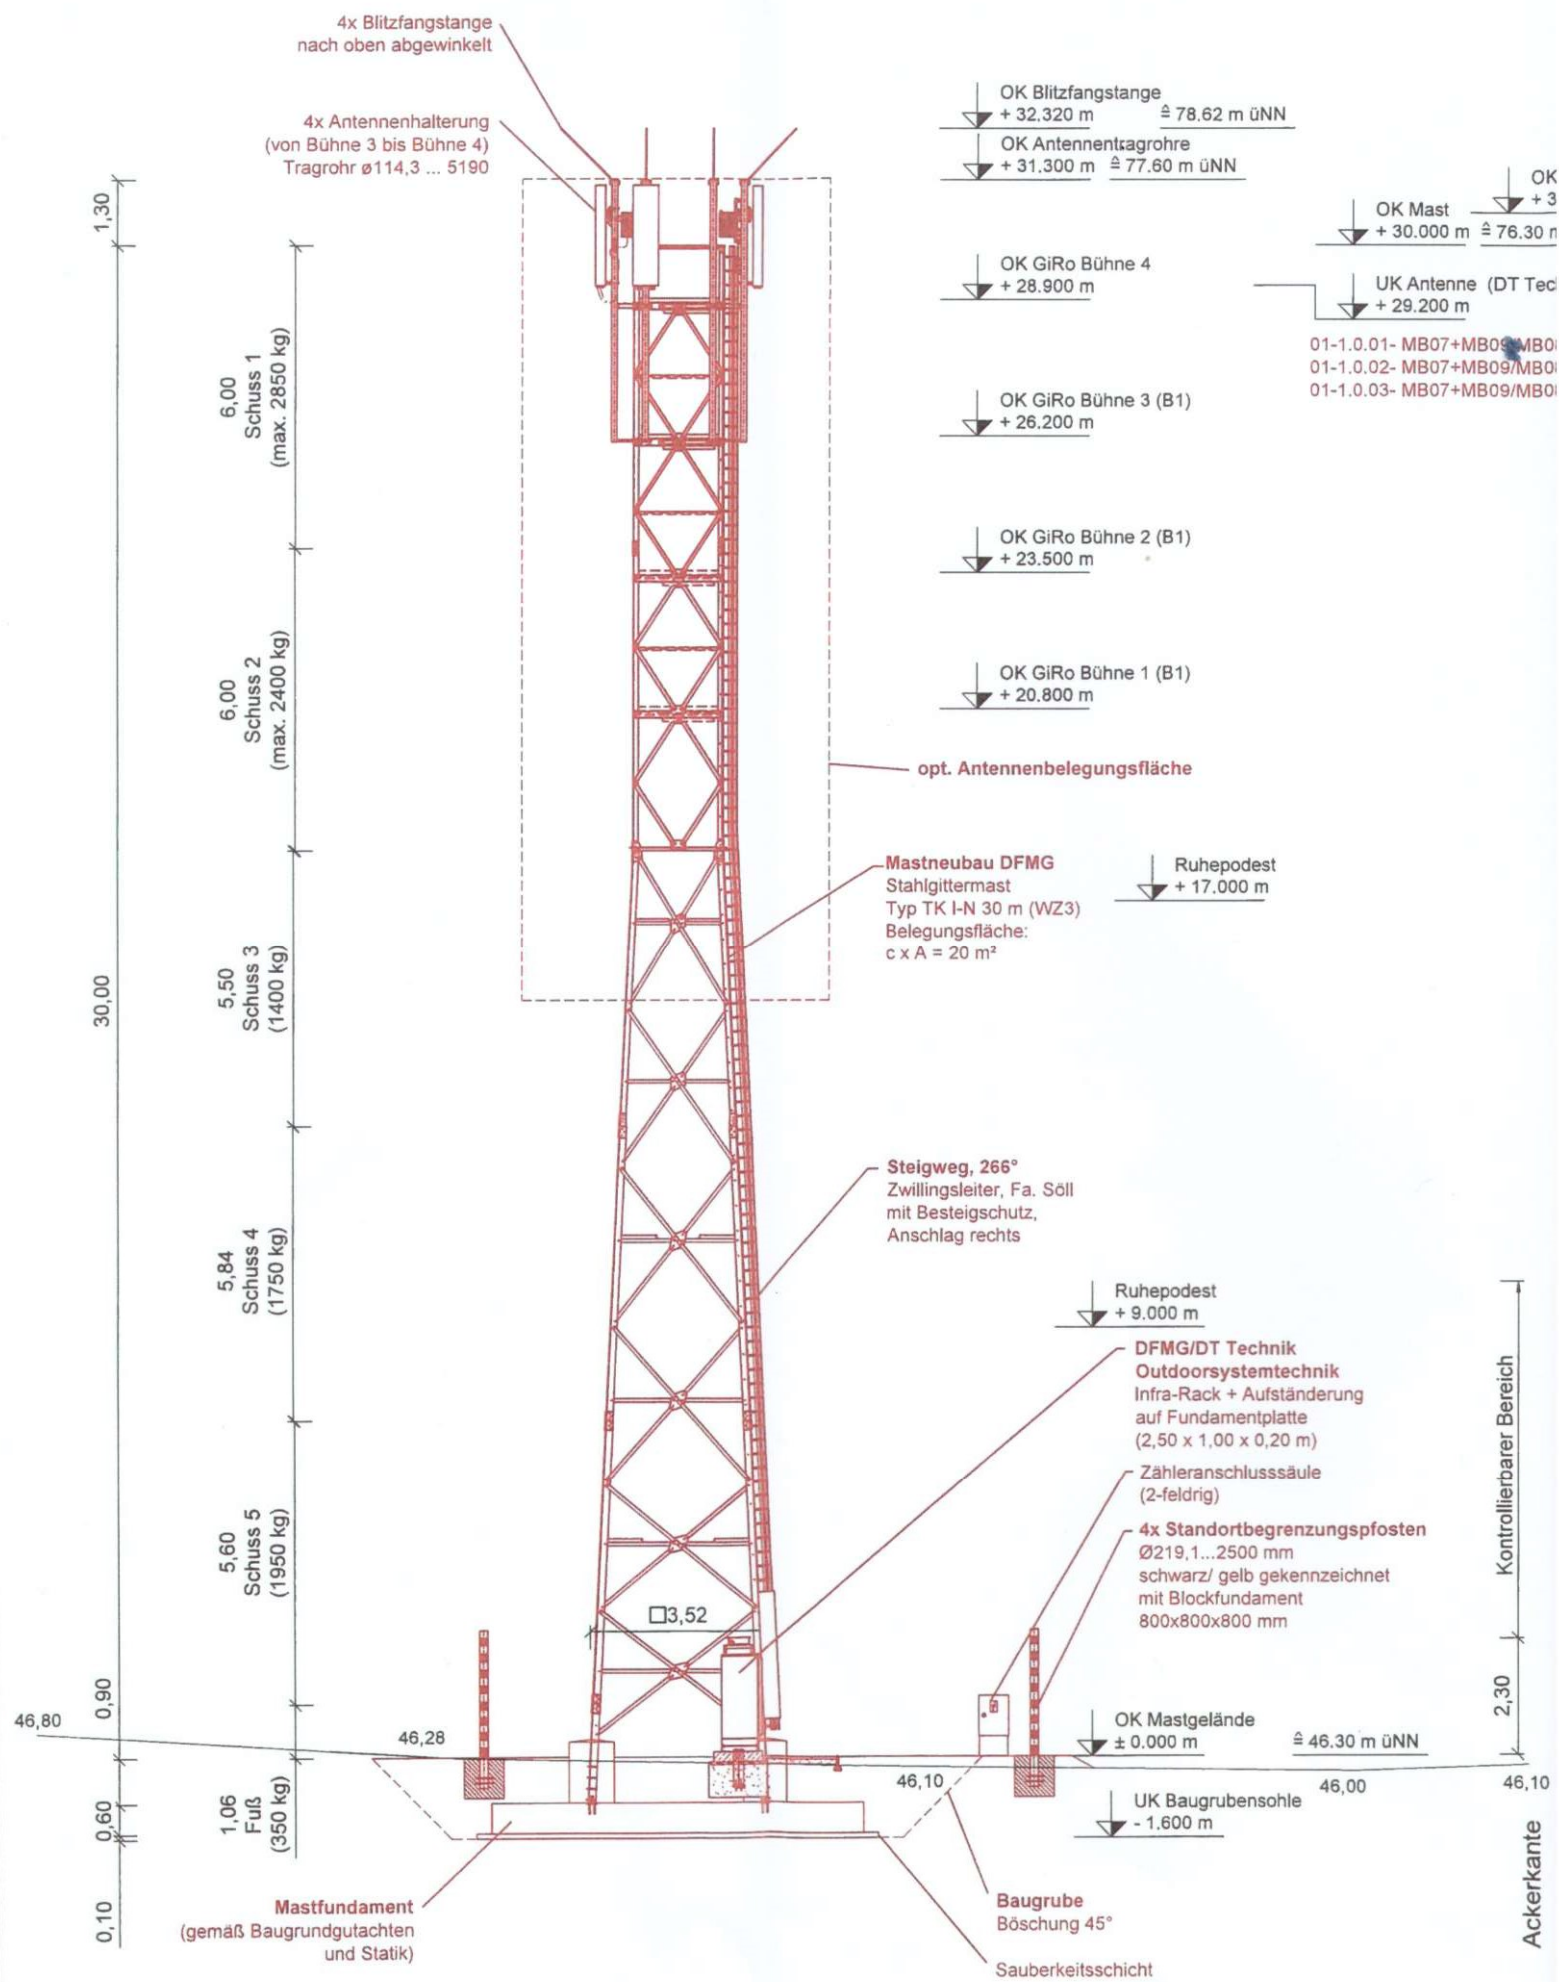 4x Blitzfangstange
nach oben abgewinkelt
4x Antennenhalterung
(von Bühne 3 bis Bühne 4)
Tragrohr ø114,3 ... 5190
OK Blitzfangstange
+ 32.320 m ≙ 78.62 m üNN
OK Antennentragrohre
+ 31.300 m ≙ 77.60 m üNN
OK
+ 3
OK Mast
+ 30.000 m ≙ 76.30 m
OK GiRo Bühne 4
+ 28.900 m
UK Antenne (DT Tec
+ 29.200 m
01-1.0.01- MB07+MB09/MB0
01-1.0.02- MB07+MB09/MB0
01-1.0.03- MB07+MB09/MB0
OK GiRo Bühne 3 (B1)
+ 26.200 m
OK GiRo Bühne 2 (B1)
+ 23.500 m
OK GiRo Bühne 1 (B1)
+ 20.800 m
opt. Antennenbelegungsfläche
Mastneubau DFMG
Stahlgittermast
Typ TK I-N 30 m (WZ3)
Belegungsfläche:
c x A = 20 m²
Ruhepodest
+ 17.000 m
Steigweg, 266°
Zwillingsleiter, Fa. Söll
mit Besteigschutz,
Anschlag rechts
Ruhepodest
+ 9.000 m
DFMG/DT Technik
Outdoorsystemtechnik
Infra-Rack + Aufständerung
auf Fundamentplatte
(2,50 x 1,00 x 0,20 m)
Zähleranschlusssäule
(2-feldrig)
4x Standortbegrenzungspfosten
Ø219,1...2500 mm
schwarz/ gelb gekennzeichnet
mit Blockfundament
800x800x800 mm
OK Mastgelände
± 0.000 m ≙ 46.30 m üNN
UK Baugrubensohle
- 1.600 m
Baugrube
Böschung 45°
Sauberkeitsschicht
Mastfundament
(gemäß Baugrundgutachten
und Statik)
1,30
30,00
0,90
0,60
0,10
6,00
Schuss 1
(max. 2850 kg)
6,00
Schuss 2
(max. 2400 kg)
5,50
Schuss 3
(1400 kg)
5,84
Schuss 4
(1750 kg)
5,60
Schuss 5
(1950 kg)
1,06
Fuß
(350 kg)
□3,52
46,80
46,28
46,10
46,00
46,10
Kontrollierbarer Bereich
2,30
Ackerkante